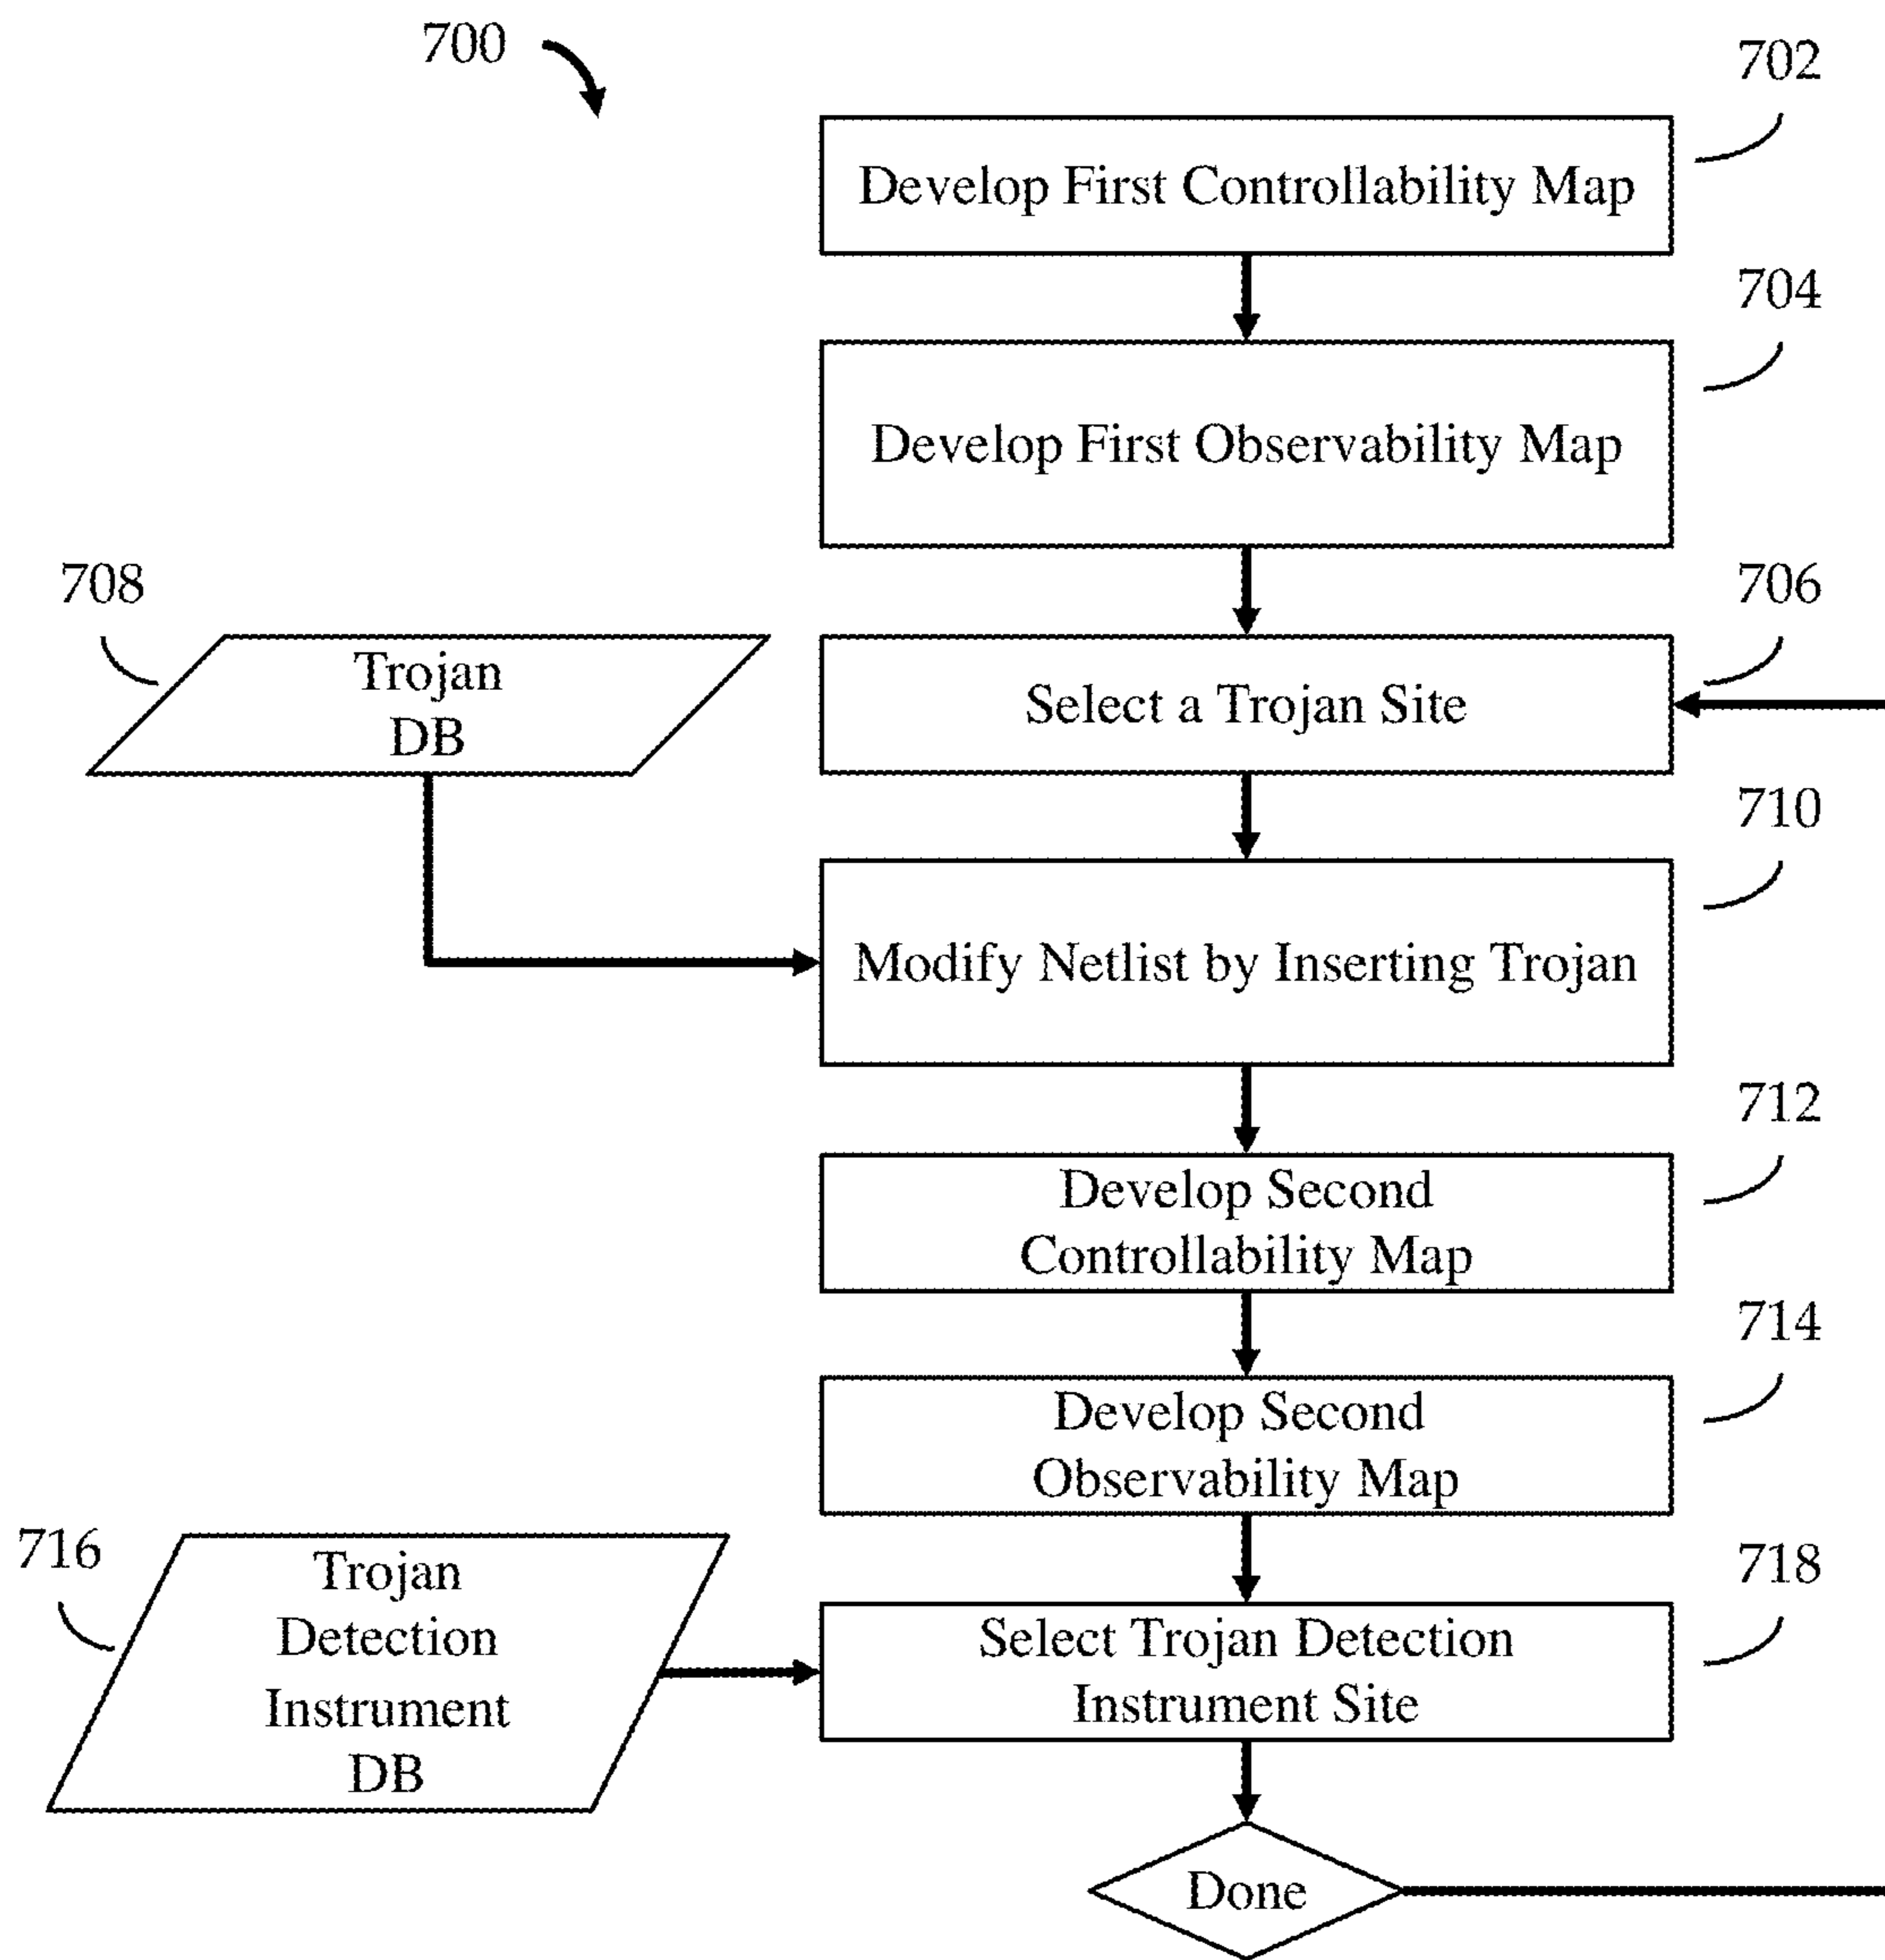 700
702
Develop First Controllability Map
704
Develop First Observability Map
708
706
Trojan
DB
Select a Trojan Site
710
Modify Netlist by Inserting Trojan
712
Develop Second
Controllability Map
714
Develop Second
Observability Map
716
718
Trojan
Detection
Instrument
DB
Select Trojan Detection
Instrument Site
Done